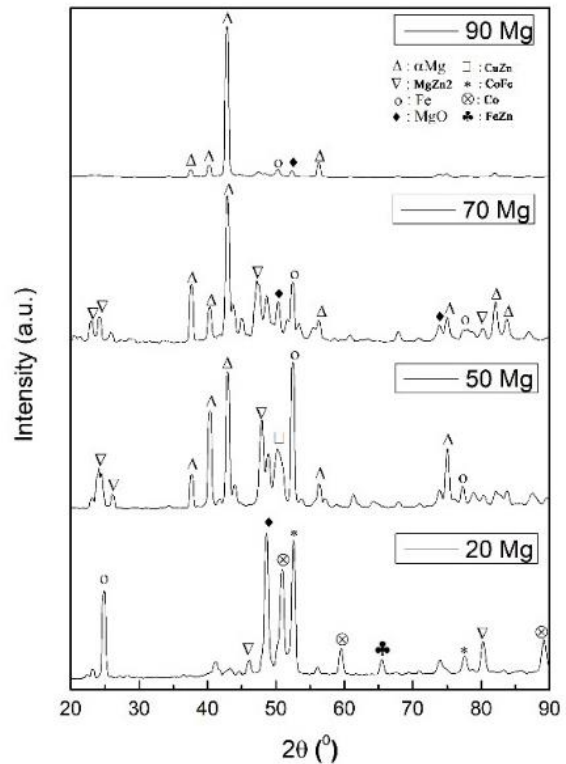 90 Mg
Δ : αMg □ : CuZn
∇ : MgZn2 * : CoFe
o : Fe ⊗ : Co
♦ : MgO ♣ : FeZn
70 Mg
50 Mg
20 Mg
Intensity (a.u.)
20 30 40 50 60 70 80 90
2θ (⁰)